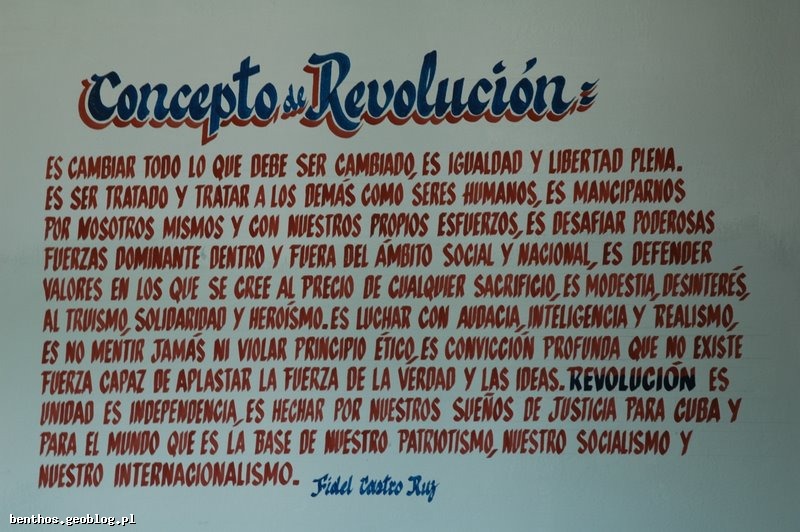 Concepto de Revolución:
ES CAMBIAR TODO LO QUE DEBE SER CAMBIADO, ES IGUALDAD Y LIBERTAD PLENA.
ES SER TRATADO Y TRATAR A LOS DEMÁS COMO SERES HUMANOS, ES MANCIPARNOS
POR NOSOTROS MISMOS Y CON NUESTROS PROPIOS ESFUERZOS, ES DESAFIAR PODEROSAS
FUERZAS DOMINANTE DENTRO Y FUERA DEL ÁMBITO SOCIAL Y NACIONAL, ES DEFENDER
VALORES EN LOS QUE SE CREE AL PRECIO DE CUALQUIER SACRIFICIO, ES MODESTIA, DESINTERÉS,
AL TRUISMO, SOLIDARIDAD Y HEROÍSMO. ES LUCHAR CON AUDACIA, INTELIGENCIA Y REALISMO,
ES NO MENTIR JAMÁS NI VIOLAR PRINCIPIO ÉTICO, ES CONVICCIÓN PROFUNDA QUE NO EXISTE
FUERZA CAPAZ DE APLASTAR LA FUERZA DE LA VERDAD Y LAS IDEAS. REVOLUCIÓN ES
UNIDAD ES INDEPENDENCIA, ES HECHAR POR NUESTROS SUEÑOS DE JUSTICIA PARA CUBA Y
PARA EL MUNDO QUE ES LA BASE DE NUESTRO PATRIOTISMO, NUESTRO SOCIALISMO Y
NUESTRO INTERNACIONALISMO.
Fidel Castro Ruz
benthos.geoblog.pl